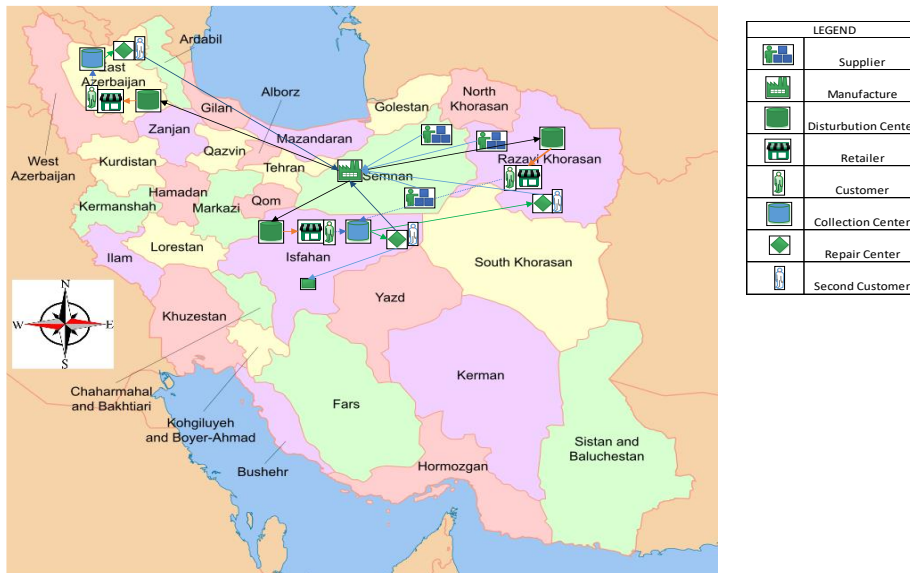 Ardabil
East
Azerbaijan
Gilan
Alborz
Golestan
North
Khorasan
Zanjan
Mazandaran
West
Azerbaijan
Kurdistan
Qazvin
Tehran
Semnan
Razavi Khorasan
Kermanshah
Hamadan
Markazi
Qom
Lorestan
Isfahan
Ilam
South Khorasan
Yazd
Khuzestan
N
W
E
S
Chaharmahal
and Bakhtiari
Kohgiluyeh
and Boyer-Ahmad
Bushehr
Fars
Kerman
Hormozgan
Sistan and
Baluchestan
LEGEND
Supplier
Manufacture
Disturbution Cente
Retailer
Customer
Collection Center
Repair Center
Second Customer